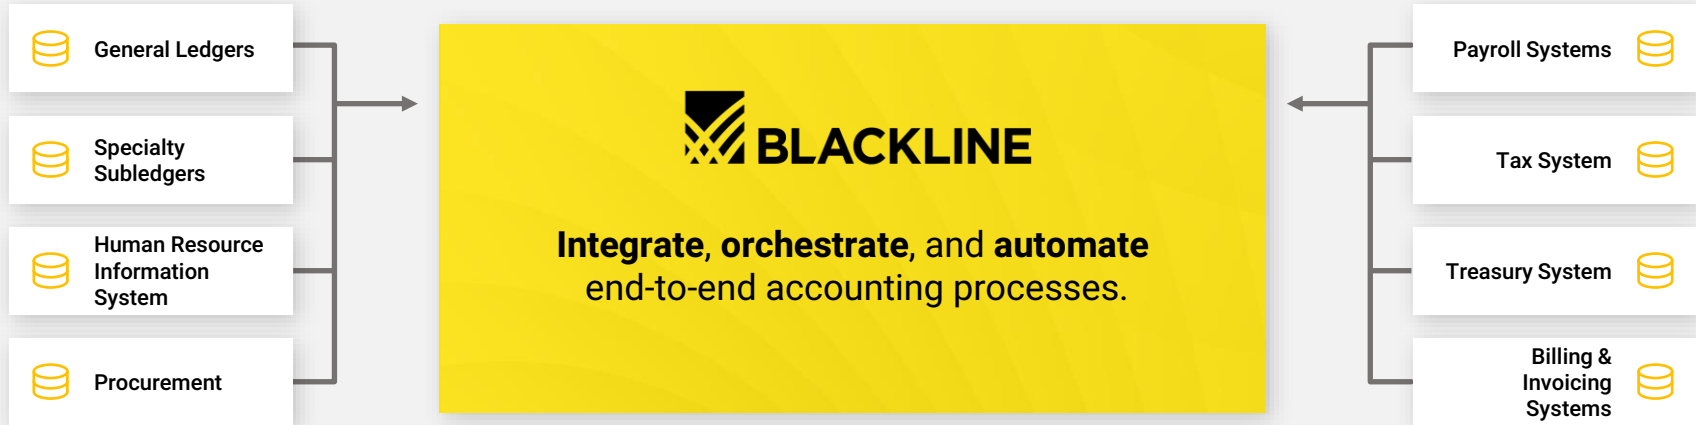 General Ledgers
Specialty
Subledgers
Human Resource
Information
System
Procurement
BLACKLINE
Integrate, orchestrate, and automate
end-to-end accounting processes.
Payroll Systems
Tax System
Treasury System
Billing &
Invoicing
Systems